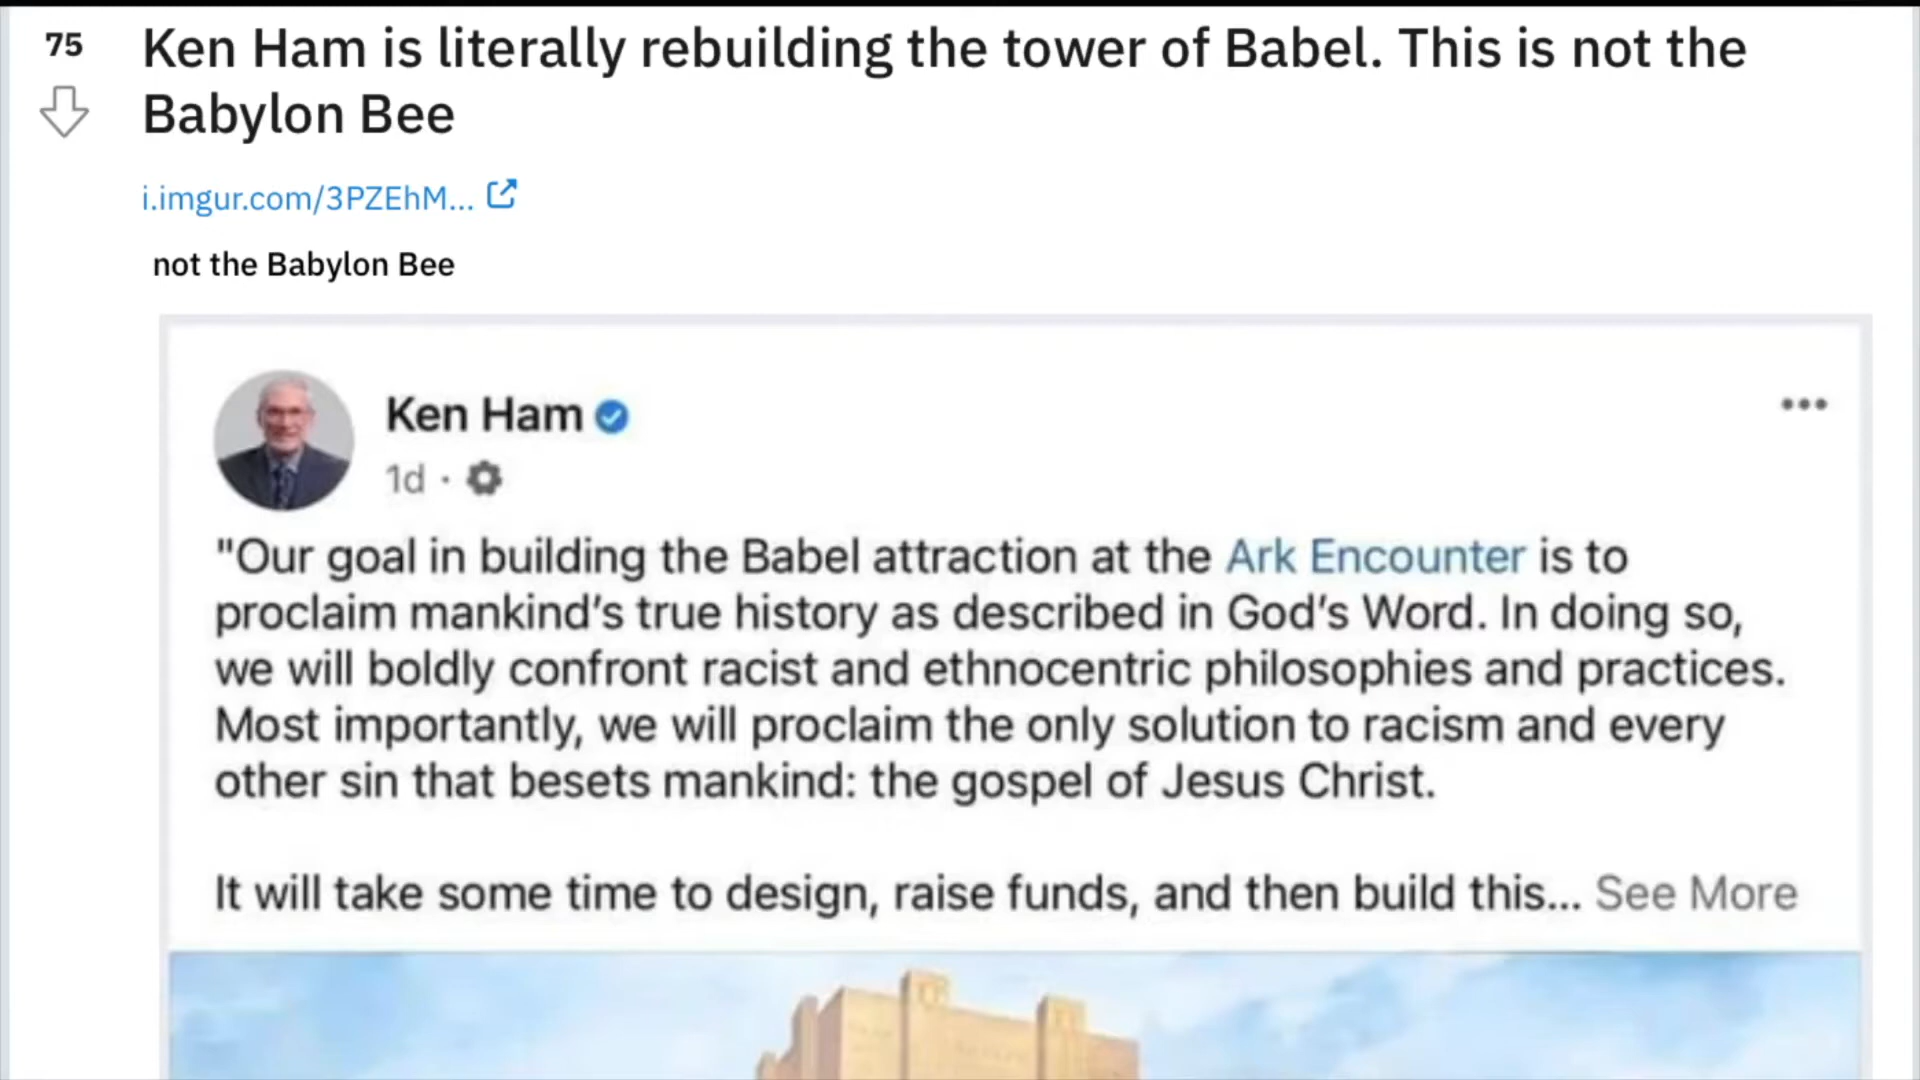 75
Ken Ham is literally rebuilding the tower of Babel. This is not the
Babylon Bee
i.imgur.com/3PZEhM...
not the Babylon Bee
Ken Ham
1d ·
"Our goal in building the Babel attraction at the Ark Encounter is to
proclaim mankind's true history as described in God's Word. In doing so,
we will boldly confront racist and ethnocentric philosophies and practices.
Most importantly, we will proclaim the only solution to racism and every
other sin that besets mankind: the gospel of Jesus Christ.
It will take some time to design, raise funds, and then build this... See More